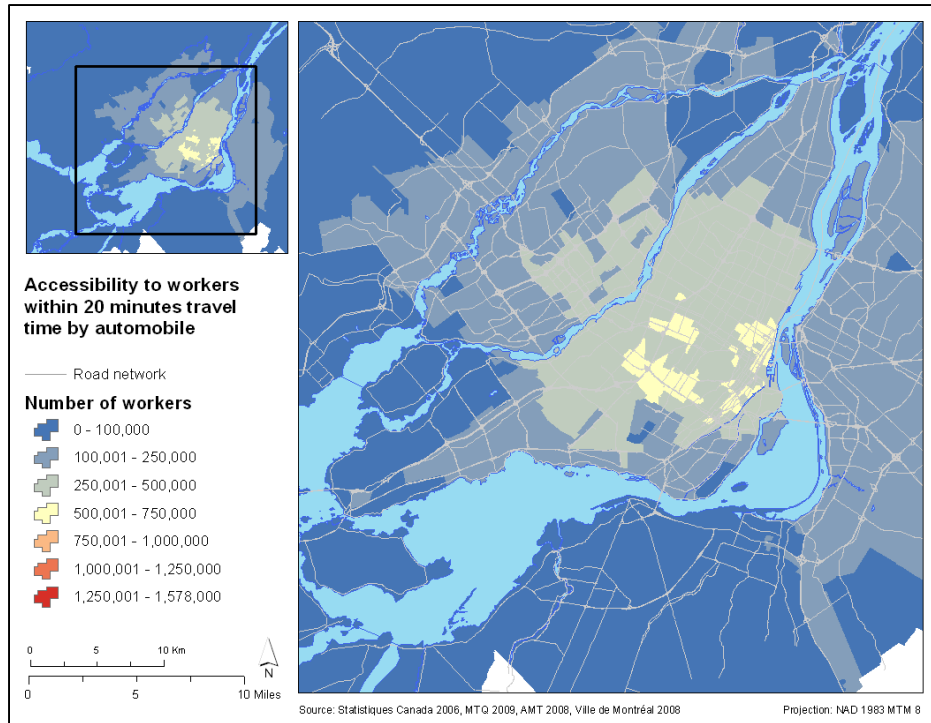 Accessibility to workers
within 20 minutes travel
time by automobile
Road network
Number of workers
0 - 100,000
100,001 - 250,000
250,001 - 500,000
500,001 - 750,000
750,001 - 1,000,000
1,000,001 - 1,250,000
1,250,001 - 1,578,000
0 5 10 Km
N
0 5 10 Miles
Source: Statistiques Canada 2006, MTQ 2009, AMT 2008, Ville de Montréal 2008 Projection: NAD 1983 MTM 8